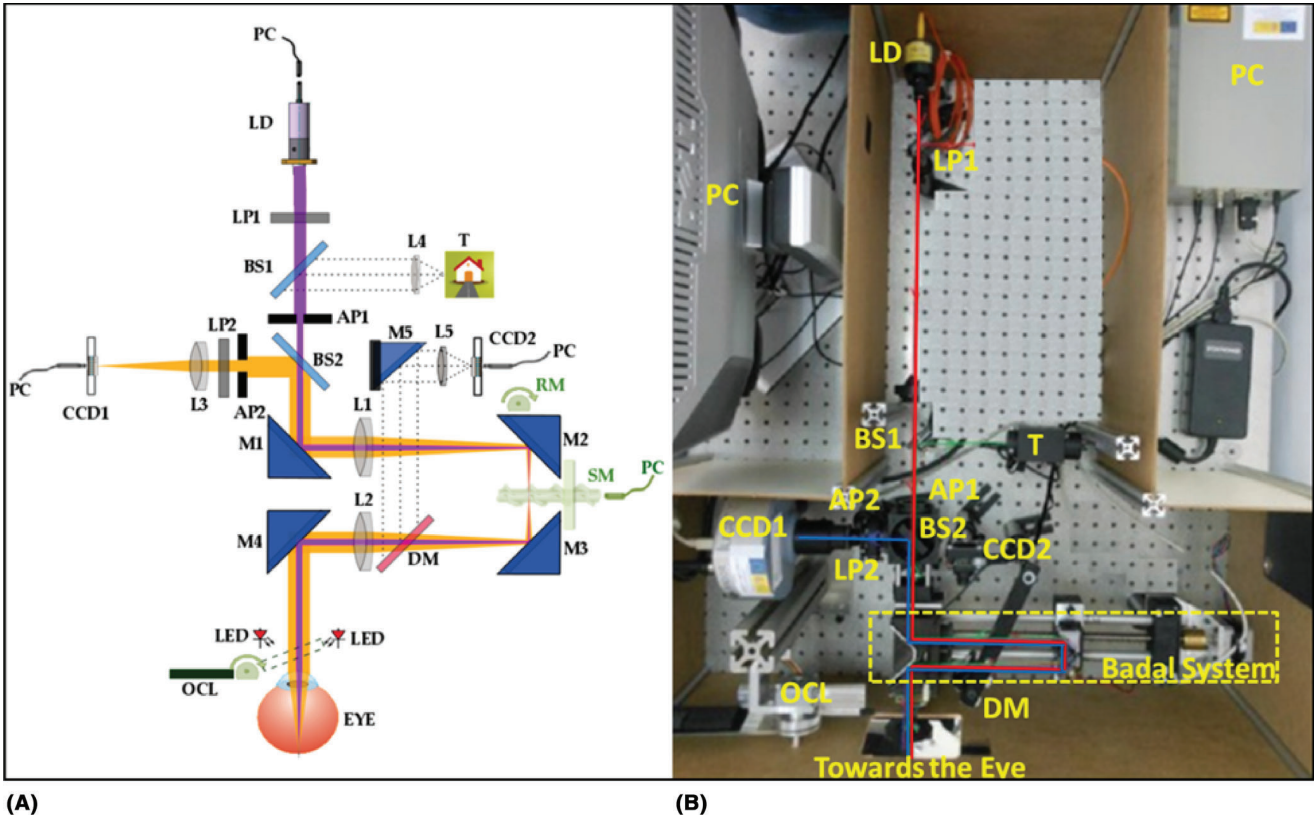 PC
LD
LP1
L4
T
BS1
AP1
LP2
BS2
M5
L5
CCD2
PC
PC
CCD1
L3
AP2
RM
L1
M1
M2
SM
PC
L2
M4
DM
M3
LED
LED
OCL
EYE
(A)
LD
PC
LP1
PC
BS1
T
AP2
AP1
CCD1
BS2
CCD2
LP2
Badal System
OCL
DM
Towards the Eye
(B)